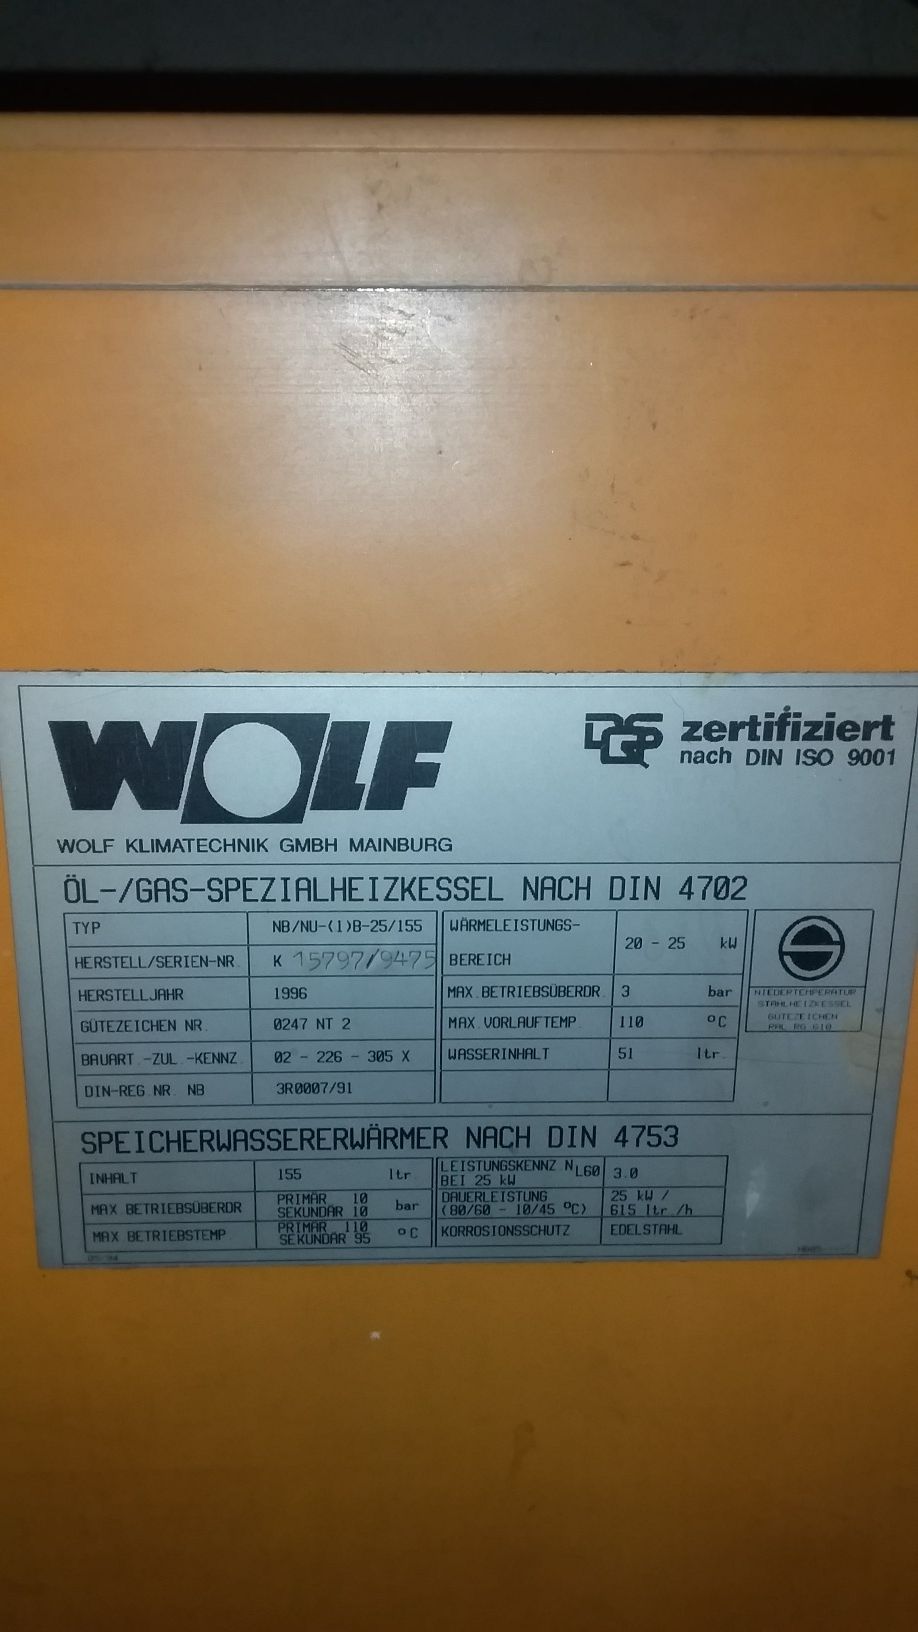 WOLF
DQS zertifiziert
nach DIN ISO 9001
WOLF KLIMATECHNIK GMBH MAINBURG
ÖL-/GAS-SPEZIALHEIZKESSEL NACH DIN 4702
TYP NB/NU-(1)B-25/155
HERSTELL/SERIEN-NR. K 15797/9475
HERSTELLJAHR 1996
GÜTEZEICHEN NR. 0247 NT 2
BAUART.-ZUL.-KENNZ. 02 - 226 - 305 X
DIN-REG.NR. NB 3R0007/91
WÄRMELEISTUNGS-
BEREICH 20 - 25 kW
MAX.BETRIEBSÜBERDR. 3 bar
MAX.VORLAUFTEMP. 110 °C
WASSERINHALT 51 ltr.
NIEDERTEMPERATUR
STAHLHEIZKESSEL
GÜTEZEICHEN
RAL RG 610
SPEICHERWASSERERWÄRMER NACH DIN 4753
INHALT 155 ltr.
MAX.BETRIEBSÜBERDR. PRIMÄR 10
SEKUNDÄR 10 bar
MAX.BETRIEBSTEMP. PRIMÄR 110
SEKUNDÄR 95 °C
LEISTUNGSKENNZ.NL60
BEI 25 kW 3.0
DAUERLEISTUNG
(80/60 - 10/45 °C)
25 kW /
615 ltr./h
KORROSIONSSCHUTZ EDELSTAHL